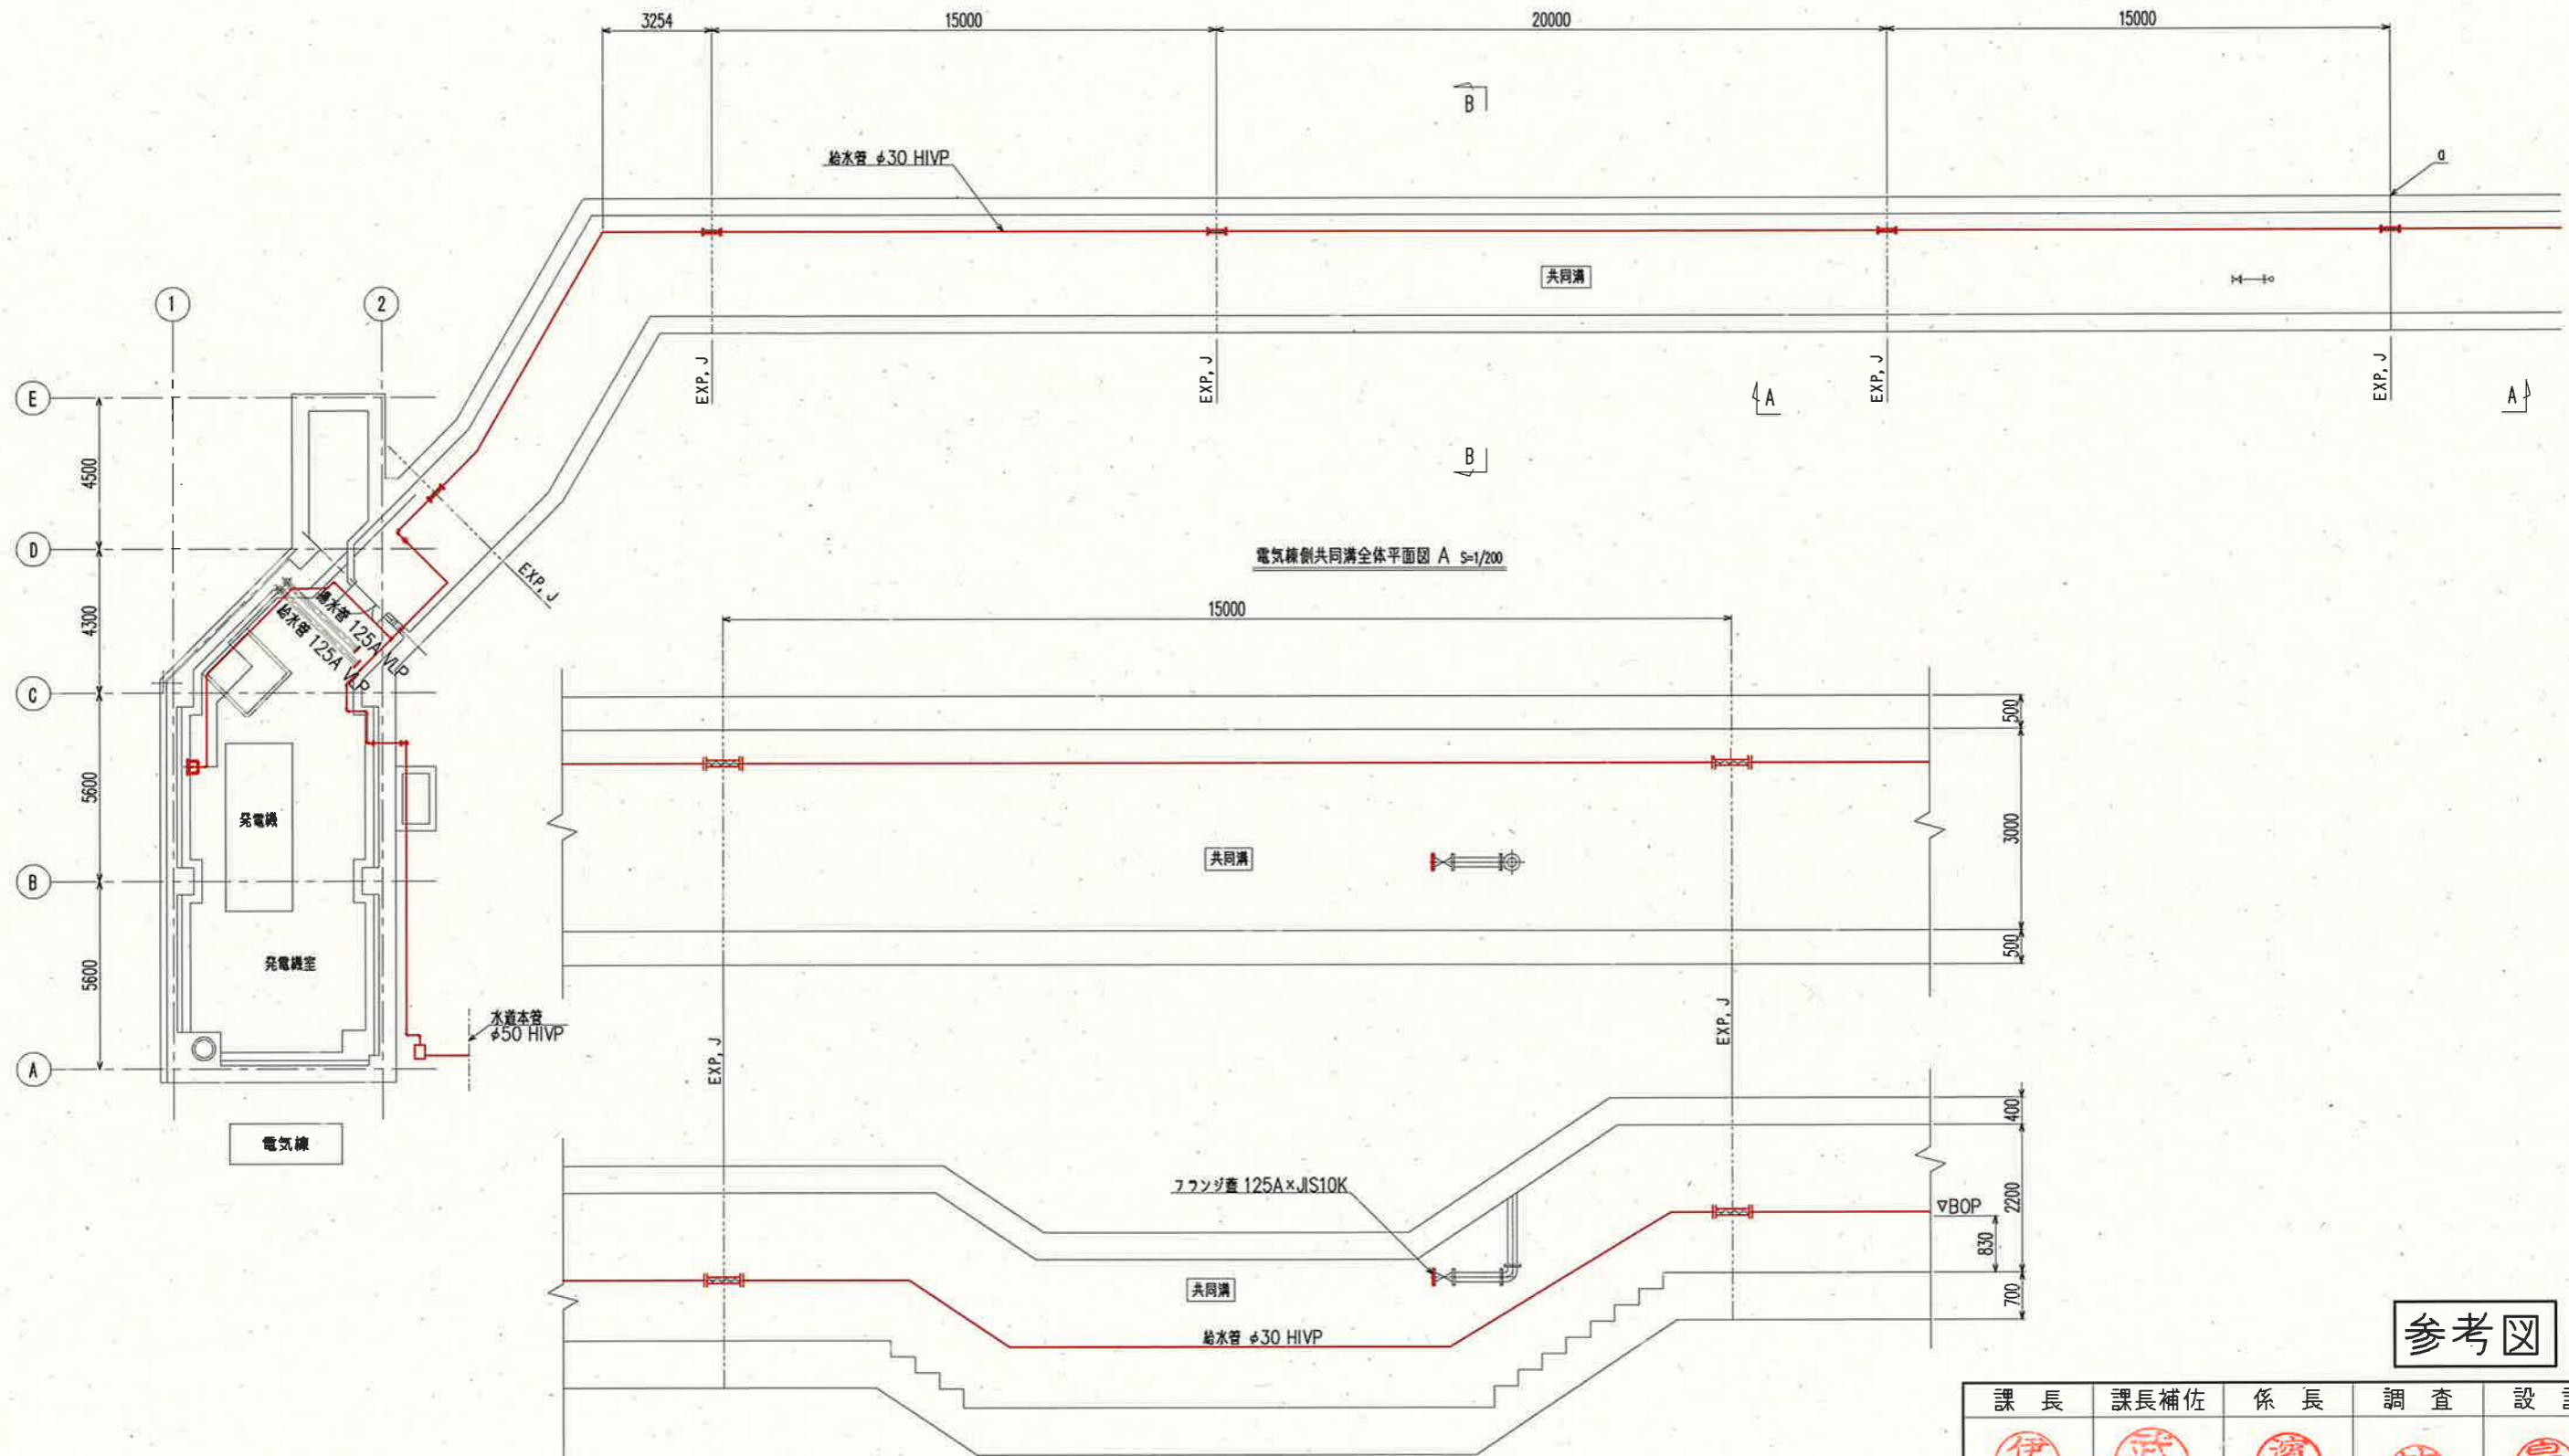 3254
15000
20000
15000
B
給水管 φ30 HIVP
a
共同溝
1
2
EXP, J
EXP, J
EXP, J
EXP, J
A
A
E
4500
B
D
電気棟側共同溝全体平面図 A S=1/200
EXP, J
4300
揚水管 125A VLP
給水管 125A VLP
15000
C
500
5600
発電機
共同溝
3000
B
発電機室
500
5600
水道本管
φ50 HIVP
EXP, J
EXP, J
A
電気棟
400
フランジ蓋 125A×JIS10K
▽BOP
2200
830
共同溝
700
給水管 φ30 HIVP
参考図
課長
課長補佐
係長
調査
設
武